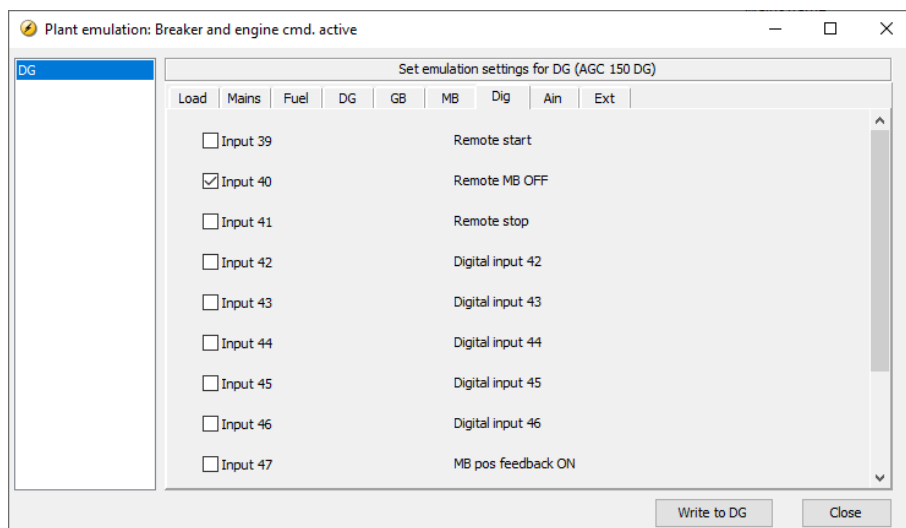 Plant emulation: Breaker and engine cmd. active
DG
Set emulation settings for DG (AGC 150 DG)
Load Mains Fuel DG GB MB Dig Ain Ext
Input 39 Remote start
Input 40 Remote MB OFF
Input 41 Remote stop
Input 42 Digital input 42
Input 43 Digital input 43
Input 44 Digital input 44
Input 45 Digital input 45
Input 46 Digital input 46
Input 47 MB pos feedback ON
Write to DG Close